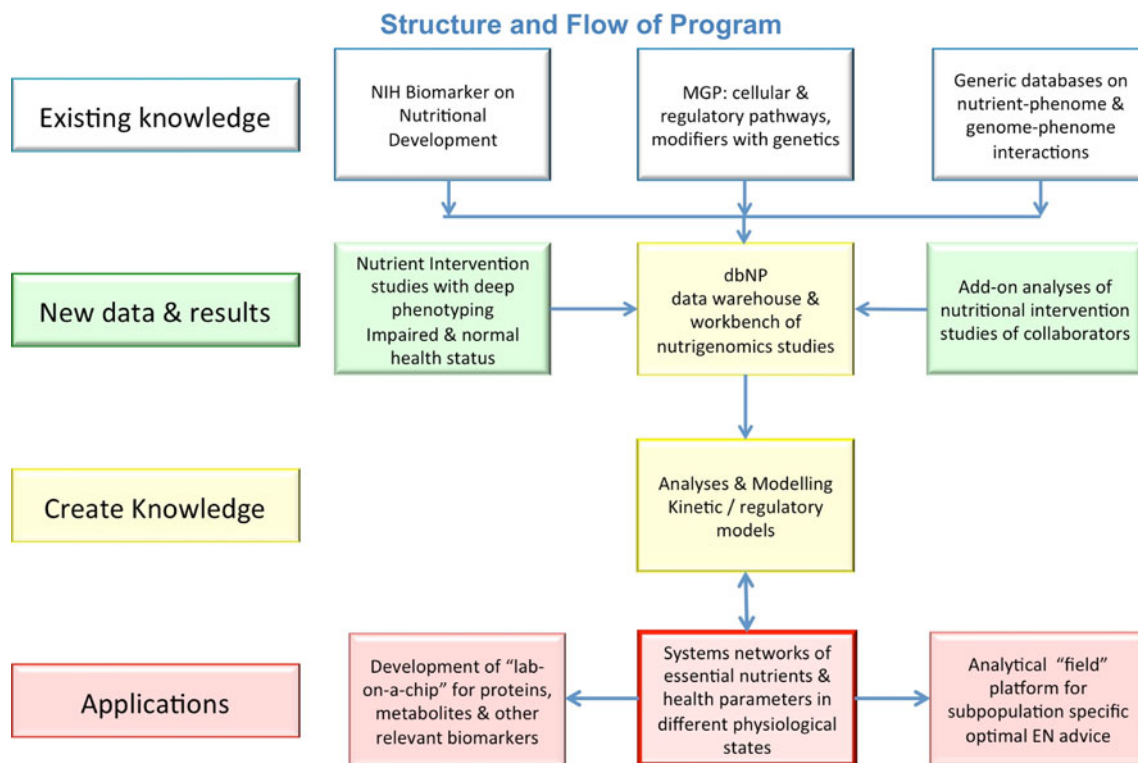 Structure and Flow of Program
Existing knowledge
NIH Biomarker on
Nutritional
Development
MGP: cellular &
regulatory pathways,
modifiers with genetics
Generic databases on
nutrient-phenome &
genome-phenome
interactions
New data & results
Nutrient Intervention
studies with deep
phenotyping
Impaired & normal
health status
dbNP
data warehouse &
workbench of
nutrigenomics studies
Add-on analyses of
nutritional intervention
studies of collaborators
Create Knowledge
Analyses & Modelling
Kinetic / regulatory
models
Applications
Development of “lab-
on-a-chip” for proteins,
metabolites & other
relevant biomarkers
Systems networks of
essential nutrients &
health parameters in
different physiological
states
Analytical “field”
platform for
subpopulation specific
optimal EN advice